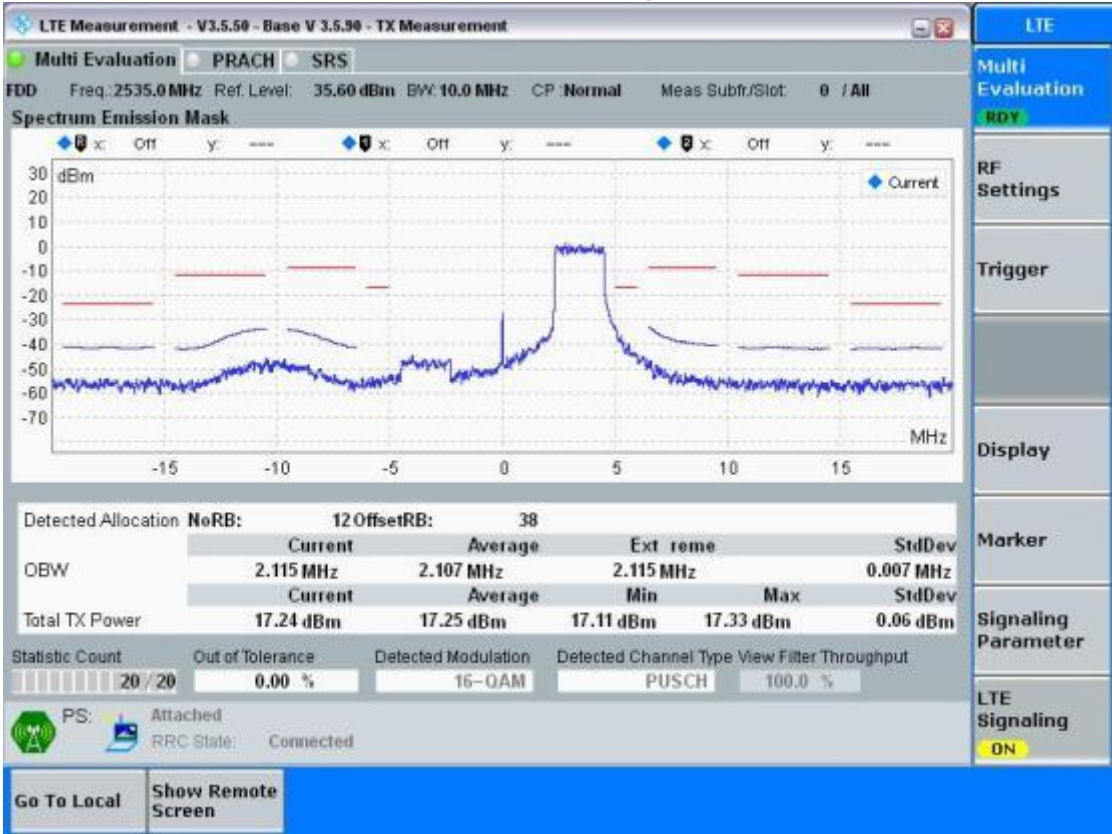 LTE Measurement - V3.5.50 - Base V 3.5.90 - TX Measurement
LTE
Multi Evaluation PRACH SRS
FDD Freq.:2535.0 MHz Ref. Level: 35.60 dBm BW: 10.0 MHz CP :Normal Meas Subfr./Slot: 0 / All
Spectrum Emission Mask
x: Off y: --- x: Off y: --- x: Off y: ---
dBm
Current
30
20
10
0
-10
-20
-30
-40
-50
-60
-70
MHz
-15 -10 -5 0 5 10 15
Detected Allocation NoRB: 12 OffsetRB: 38
Current Average Ext reme StdDev
OBW 2.115 MHz 2.107 MHz 2.115 MHz 0.007 MHz
Current Average Min Max StdDev
Total TX Power 17.24 dBm 17.25 dBm 17.11 dBm 17.33 dBm 0.06 dBm
Statistic Count Out of Tolerance Detected Modulation Detected Channel Type View Filter Throughput
20 / 20 0.00 % 16-QAM PUSCH 100.0 %
PS: Attached
RRC State: Connected
Multi
Evaluation
RDY
RF
Settings
Trigger
Display
Marker
Signaling
Parameter
LTE
Signaling
ON
Go To Local
Show Remote
Screen